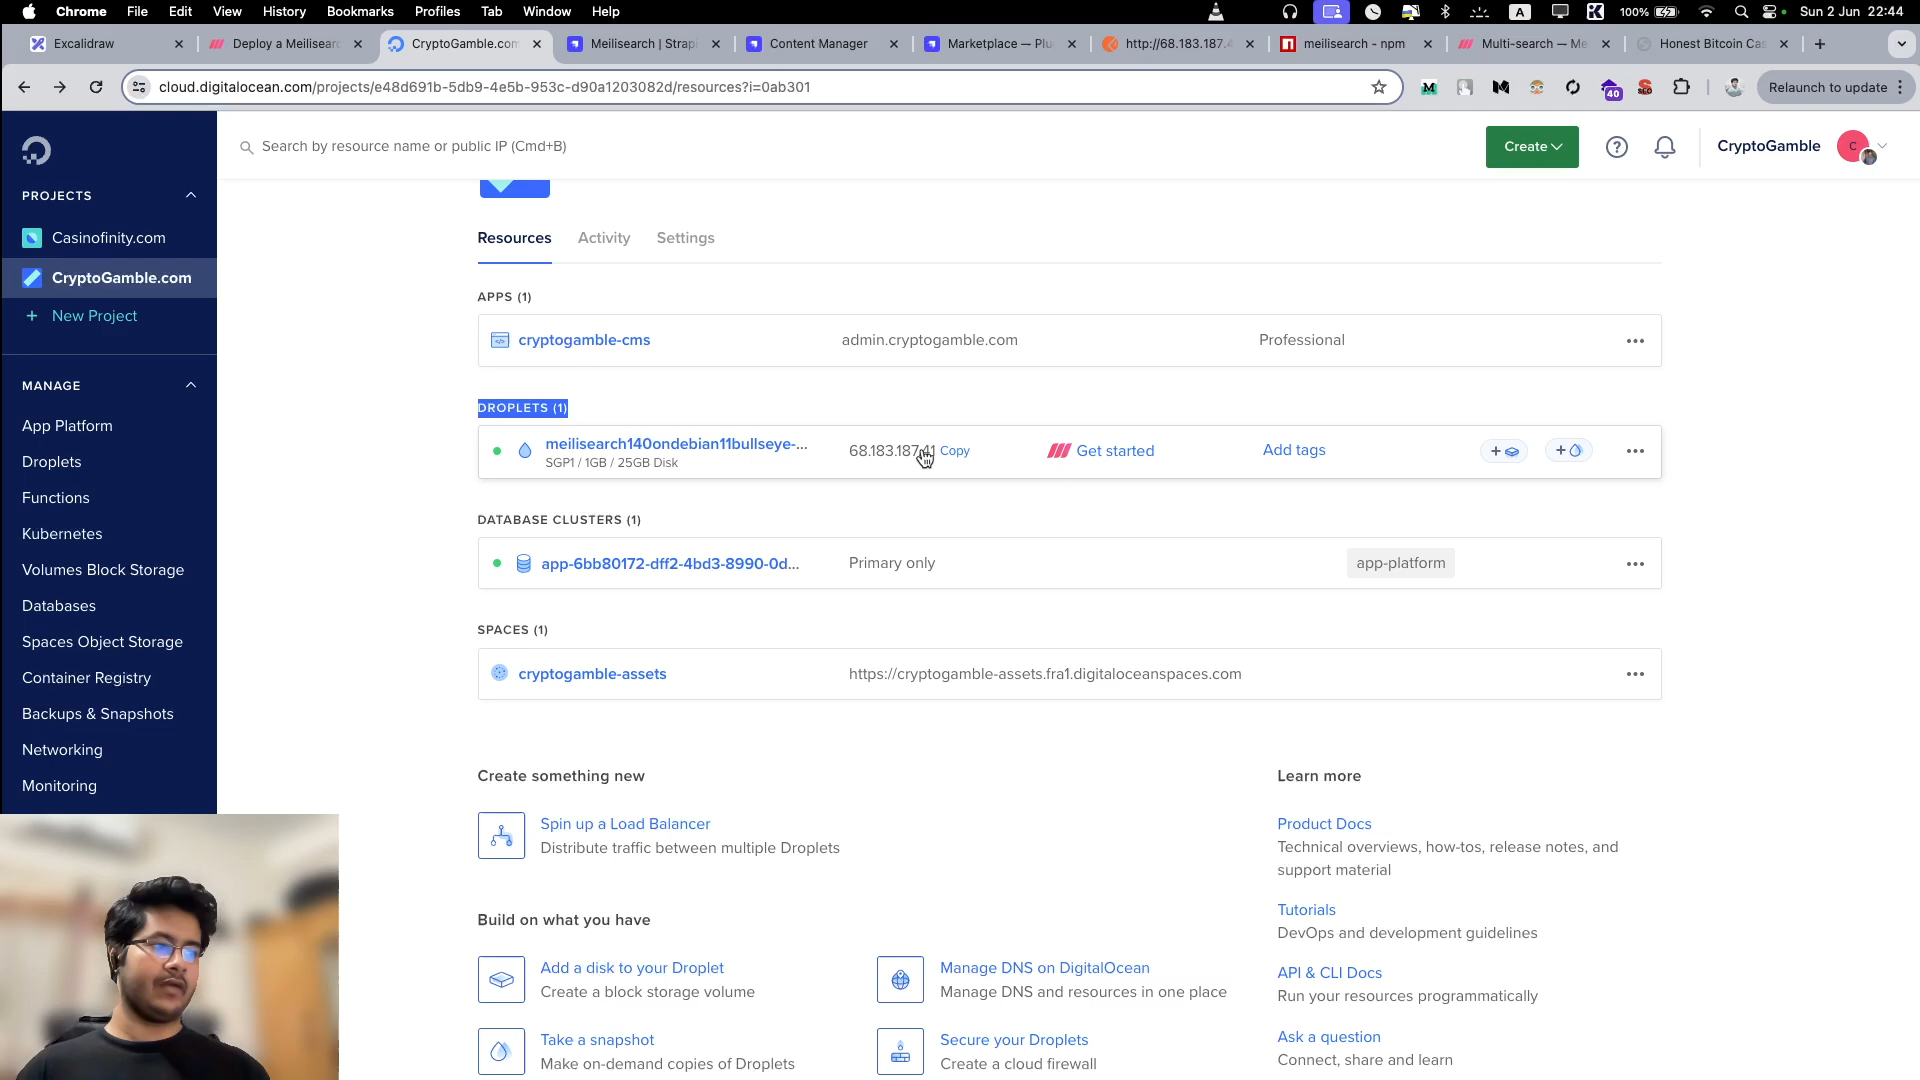 Chrome File Edit View History Bookmarks Profiles Tab Window Help
A 100% Sun 2 Jun 22:44
Excalidraw
Deploy a Meilisearc
CryptoGamble.com
Meilisearch | Strapi
Content Manager
Marketplace — Plu
http://68.183.187.4
meilisearch - npm
Multi-search — Me
Honest Bitcoin Cas
cloud.digitalocean.com/projects/e48d691b-5db9-4e5b-953c-d90a1203082d/resources?i=0ab301
40
SEO
Relaunch to update
Search by resource name or public IP (Cmd+B)
Create
CryptoGamble
C
PROJECTS
Casinofinity.com
CryptoGamble.com
+ New Project
MANAGE
App Platform
Droplets
Functions
Kubernetes
Volumes Block Storage
Databases
Spaces Object Storage
Container Registry
Backups & Snapshots
Networking
Monitoring
Resources Activity Settings
APPS (1)
cryptogamble-cms admin.cryptogamble.com Professional
DROPLETS (1)
meilisearch140ondebian11bullseye-... 68.183.187.41 Copy Get started Add tags
SGP1 / 1GB / 25GB Disk
DATABASE CLUSTERS (1)
app-6bb80172-dff2-4bd3-8990-0d... Primary only app-platform
SPACES (1)
cryptogamble-assets https://cryptogamble-assets.fra1.digitaloceanspaces.com
Create something new
Spin up a Load Balancer
Distribute traffic between multiple Droplets
Build on what you have
Add a disk to your Droplet
Create a block storage volume
Manage DNS on DigitalOcean
Manage DNS and resources in one place
Take a snapshot
Make on-demand copies of Droplets
Secure your Droplets
Create a cloud firewall
Learn more
Product Docs
Technical overviews, how-tos, release notes, and
support material
Tutorials
DevOps and development guidelines
API & CLI Docs
Run your resources programmatically
Ask a question
Connect, share and learn